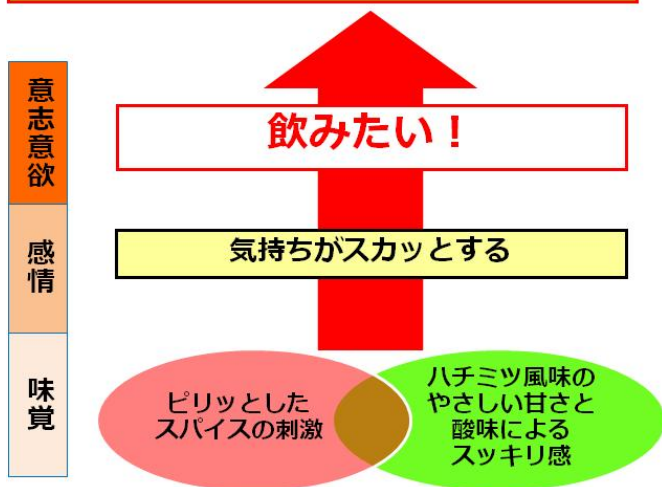 意志意欲
飲みたい！
感情
気持ちがスカッとする
味覚
ピリッとした
スパイスの刺激
ハチミツ風味の
やさしい甘さと
酸味による
スッキリ感